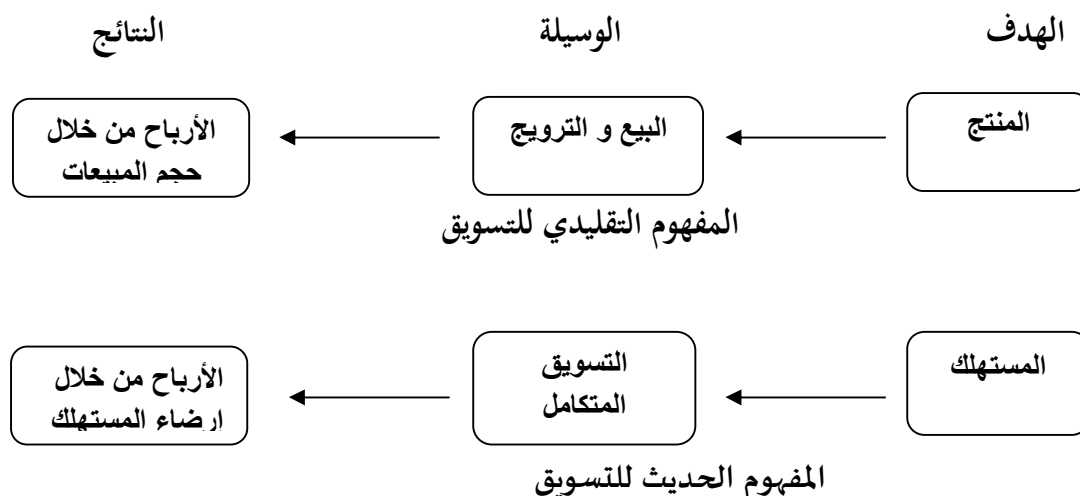 الهدف
الوسيلة
النتائج
المنتج
البيع و الترويج
الأرباح من خلال
حجم المبيعات
المفهوم التقليدي للتسويق
المستهلك
التسويق
المتكامل
الأرباح من خلال
ارضاء المستهلك
المفهوم الحديث للتسويق